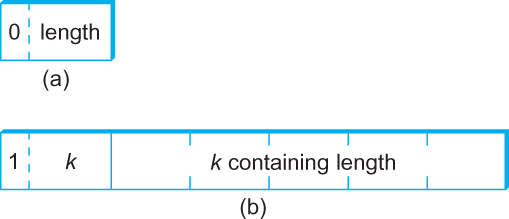 0 length
(a)
1 k k containing length
(b)